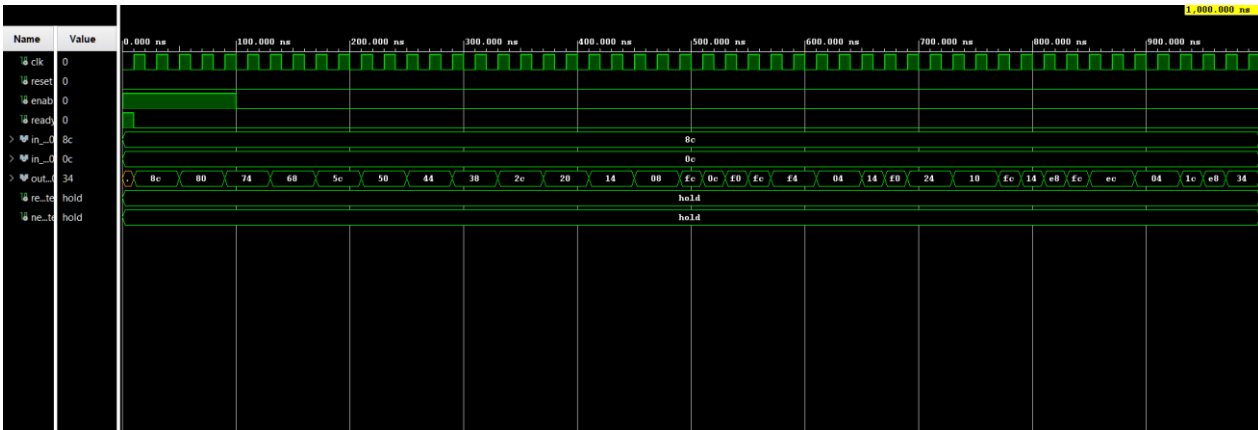 1,000.000 ns
Name Value 0.000 ns 100.000 ns 200.000 ns 300.000 ns 400.000 ns 500.000 ns 600.000 ns 700.000 ns 800.000 ns 900.000 ns
clk 0
reset 0
enab 0
ready 0
in_...0 8c 8c
in_...0 0c 0c
out...( 34 . 8c 80 74 68 5c 50 44 38 2c 20 14 08 fc 0c f0 fc f4 04 14 f0 24 10 fc 14 e8 fc ec 04 1c e8 34
re...te hold hold
ne...te hold hold